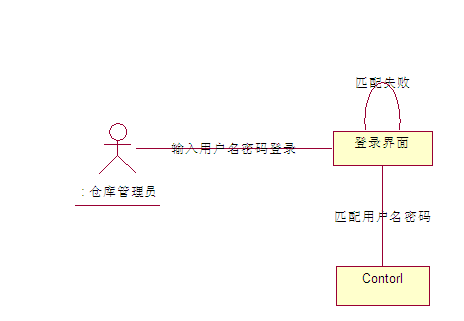 匹配失败
输入用户名密码登录
登录界面
: 仓库管理员
匹配用户名密码
Contorl